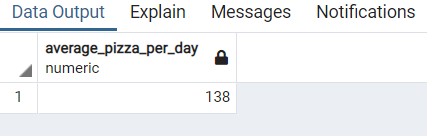 Data Output Explain Messages Notifications
average_pizza_per_day
numeric
1 138